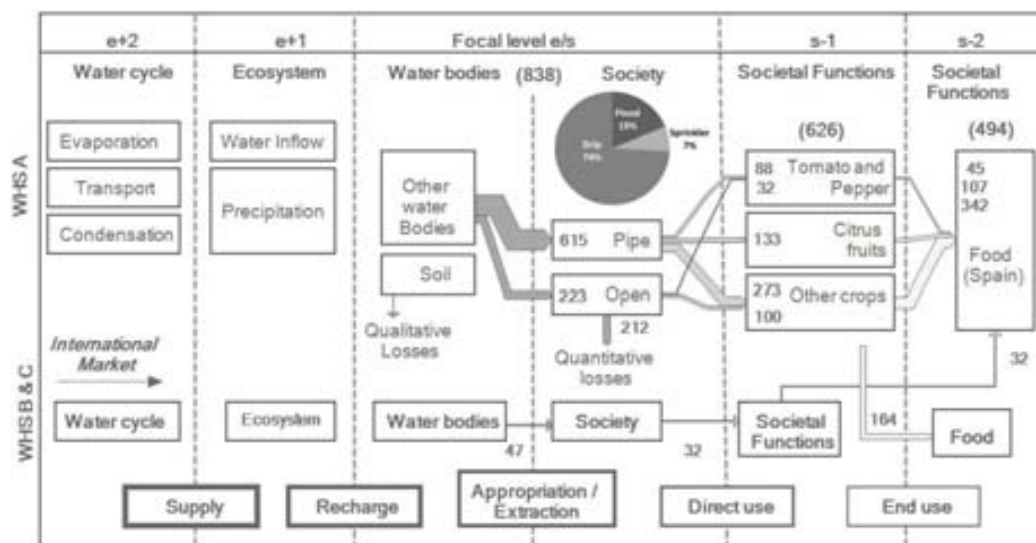 e+2 e+1 Focal level e/s s-1 s-2
Water cycle Ecosystem Water bodies (838) Society Societal Functions Societal
Functions
WHS A
Evaporation
Transport
Condensation
Water Inflow
Precipitation
Other
water
Bodies
Soil
Qualitative
Losses
Flood
19%
Sprinkler
7%
Drip
74%
615 Pipe
223 Open
212
Quantitative
losses
(626)
88 Tomato and
32 Pepper
133 Citrus
fruits
273 Other crops
100
(494)
45
107
342
Food
(Spain)
32
WHS B & C
International
Market
Water cycle
Ecosystem
Water bodies
47
Society
32
Societal
Functions
164
Food
Supply
Recharge
Appropriation /
Extraction
Direct use
End use